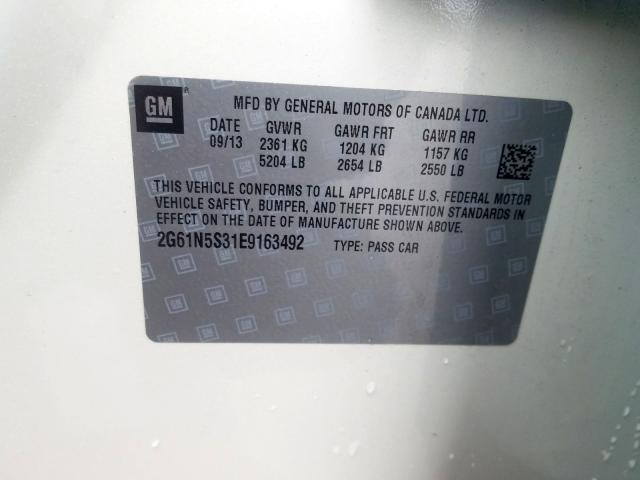 GM
MFD BY GENERAL MOTORS OF CANADA LTD.
DATE GVWR GAWR FRT GAWR RR
09/13 2361 KG 1204 KG 1157 KG
5204 LB 2654 LB 2550 LB
THIS VEHICLE CONFORMS TO ALL APPLICABLE U.S. FEDERAL MOTOR
VEHICLE SAFETY, BUMPER, AND THEFT PREVENTION STANDARDS IN
EFFECT ON THE DATE OF MANUFACTURE SHOWN ABOVE.
2G61N5S31E9163492 TYPE: PASS CAR